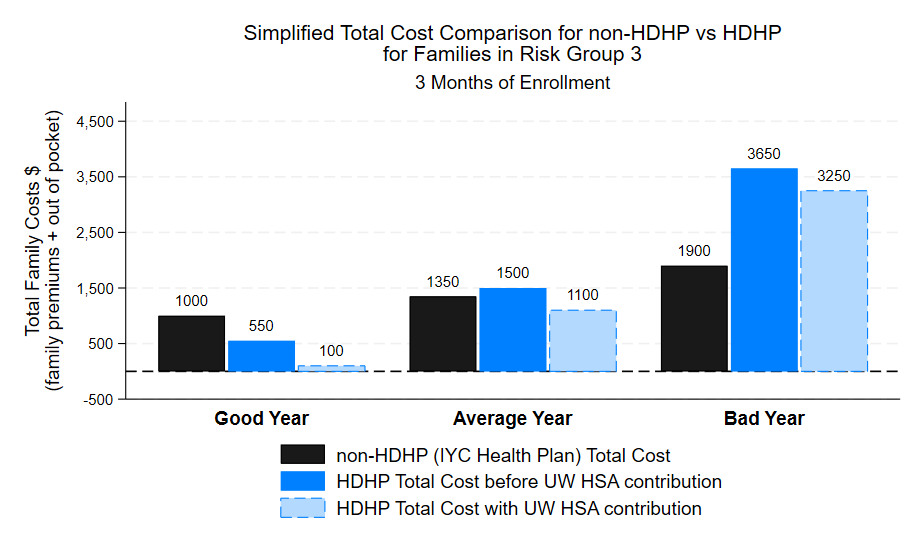 Simplified Total Cost Comparison for non-HDHP vs HDHP
for Families in Risk Group 3
3 Months of Enrollment
Total Family Costs $
(family premiums + out of pocket)
4,500
3,500
2,500
1,500
500
-500
1000
550
100
1350
1500
1100
1900
3650
3250
Good Year
Average Year
Bad Year
non-HDHP (IYC Health Plan) Total Cost
HDHP Total Cost before UW HSA contribution
HDHP Total Cost with UW HSA contribution